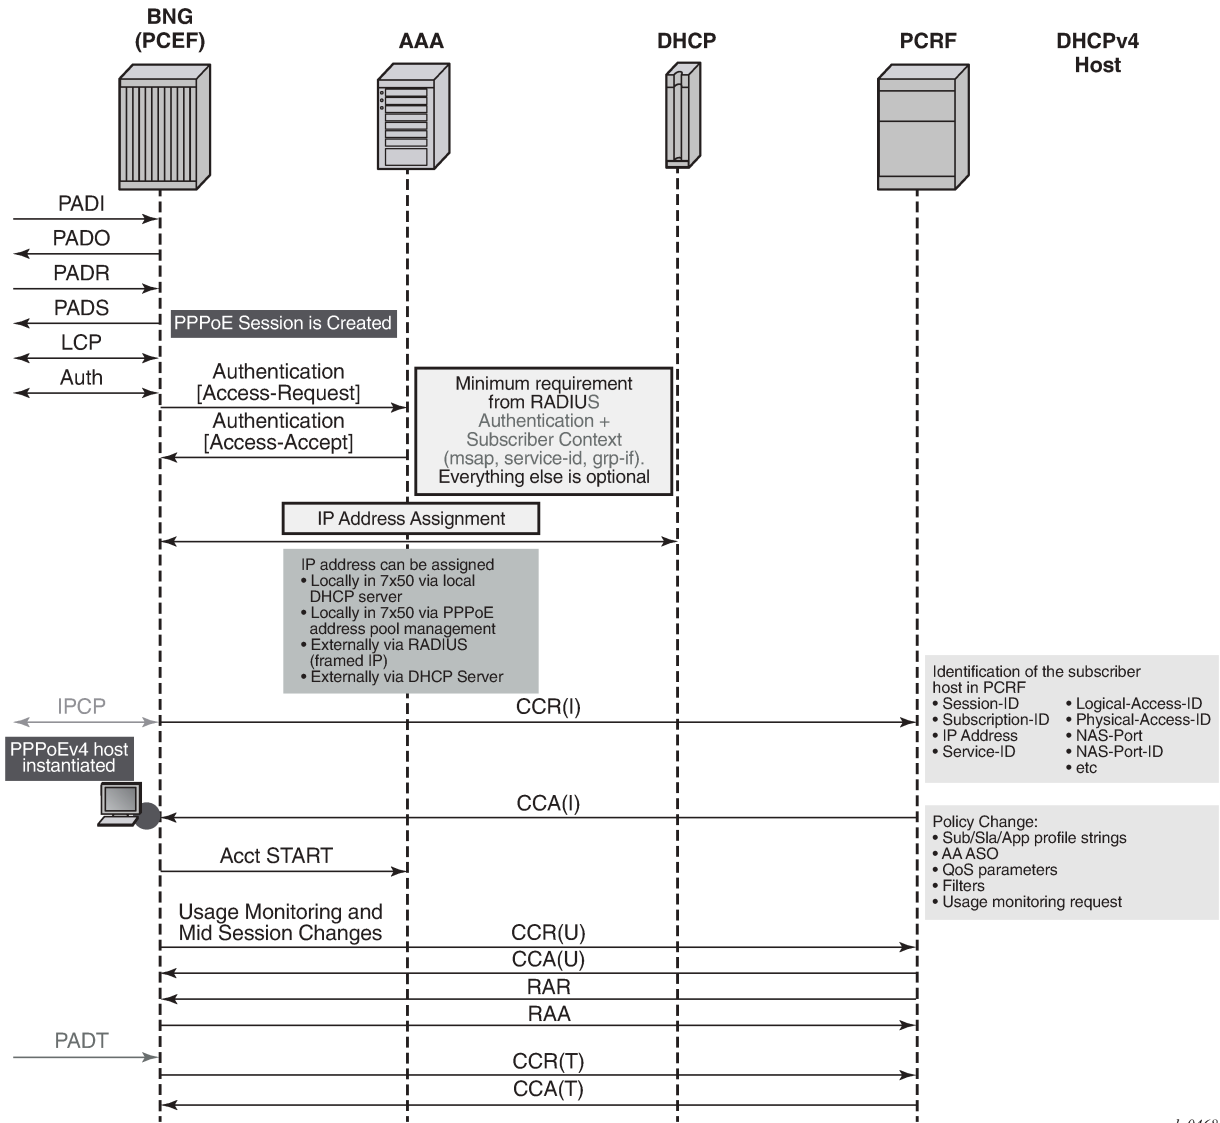 BNG
(PCEF)
AAA
DHCP
PCRF
DHCPv4
Host
PADI
PADO
PADR
PADS
PPPoE Session is Created
LCP
Auth
Authentication
[Access-Request]
Authentication
[Access-Accept]
Minimum requirement
from RADIUS
Authentication +
Subscriber Context
(msap, service-id, grp-if).
Everything else is optional
IP Address Assignment
IP address can be assigned
• Locally in 7x50 via local
DHCP server
• Locally in 7x50 via PPPoE
address pool management
• Externally via RADIUS
(framed IP)
• Externally via DHCP Server
IPCP
CCR(I)
Identification of the subscriber
host in PCRF
• Session-ID
• Subscription-ID
• IP Address
• Service-ID
• Logical-Access-ID
• Physical-Access-ID
• NAS-Port
• NAS-Port-ID
• etc
PPPoEv4 host
instantiated
CCA(I)
Policy Change:
• Sub/Sla/App profile strings
• AA ASO
• QoS parameters
• Filters
• Usage monitoring request
Acct START
Usage Monitoring and
Mid Session Changes
CCR(U)
CCA(U)
RAR
RAA
PADT
CCR(T)
CCA(T)